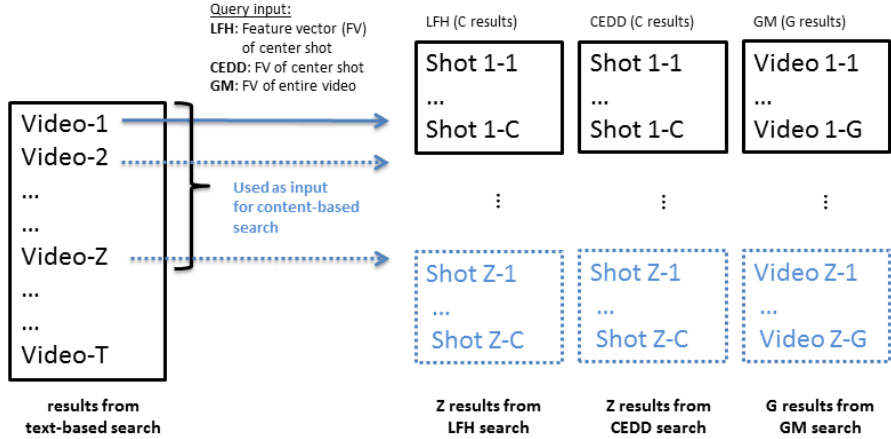 Query input:
LFH: Feature vector (FV)
of center shot
CEDD: FV of center shot
GM: FV of entire video
LFH (C results)
CEDD (C results)
GM (G results)
Video-1
Video-2
...
...
Video-Z
...
...
Video-T
Used as input
for content-based
search
Shot 1-1
...
Shot 1-C
Shot 1-1
...
Shot 1-C
Video 1-1
...
Video 1-G
...
...
...
Shot Z-1
...
Shot Z-C
Shot Z-1
...
Shot Z-C
Video Z-1
...
Video Z-G
results from
text-based search
Z results from
LFH search
Z results from
CEDD search
G results from
GM search